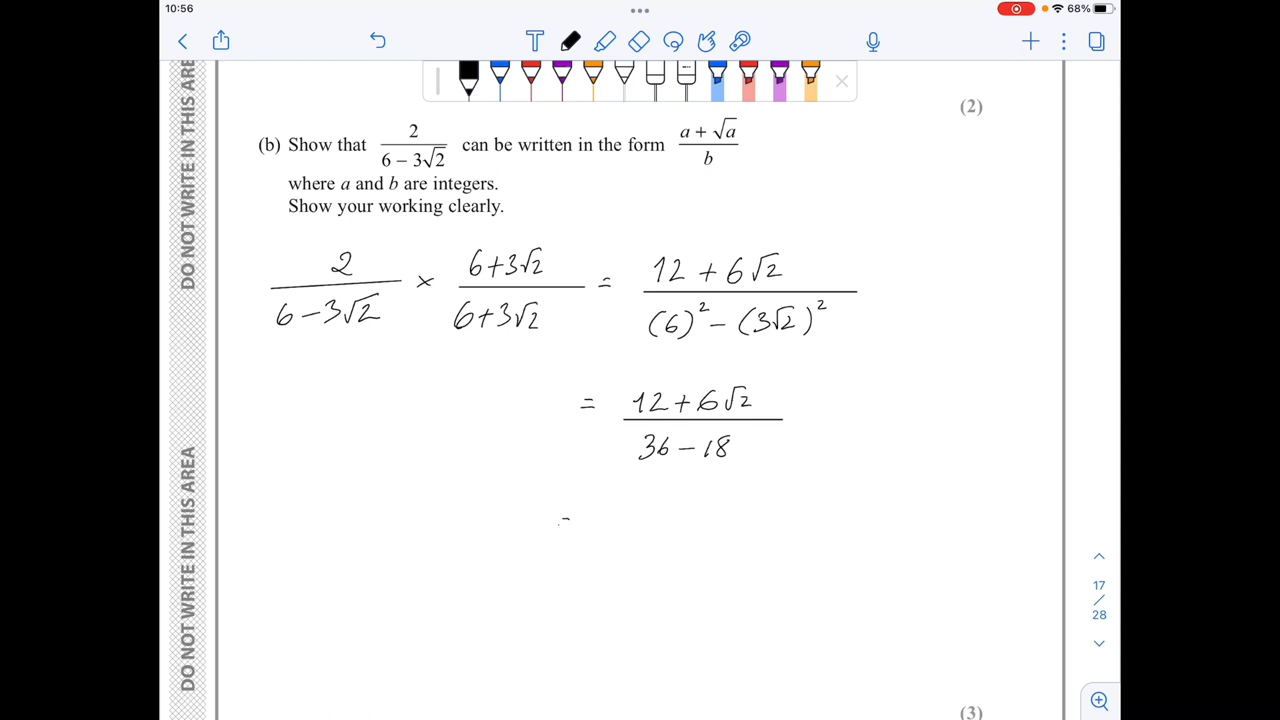 10:56
68%
(2)
(b) Show that 2/(6 − 3√2) can be written in the form (a + √a)/b
where a and b are integers.
Show your working clearly.
2/(6 − 3√2) × (6 + 3√2)/(6 + 3√2) = (12 + 6√2)/((6)² − (3√2)²)
= (12 + 6√2)/(36 − 18)
(3)
DO NOT WRITE IN THIS ARE
DO NOT WRITE IN THIS AREA
17
/
28